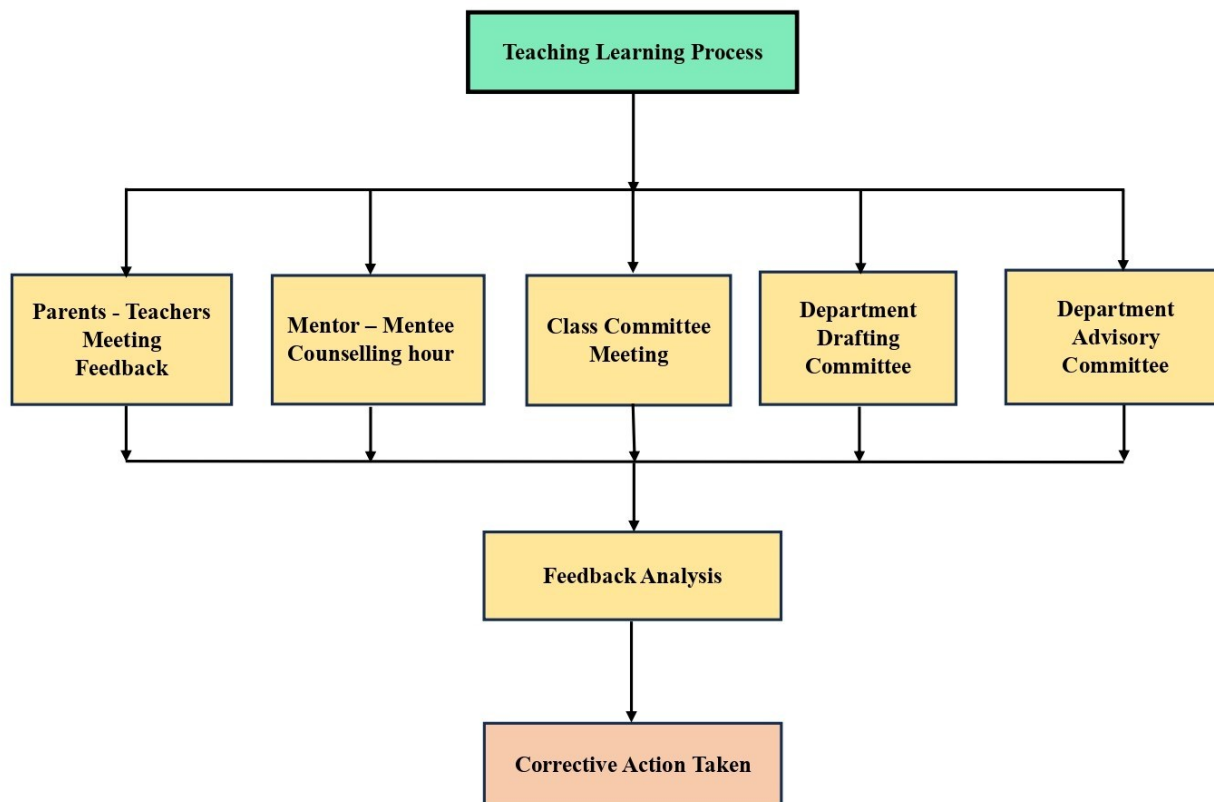 Teaching Learning Process
Parents - Teachers
Meeting
Feedback
Mentor – Mentee
Counselling hour
Class Committee
Meeting
Department
Drafting
Committee
Department
Advisory
Committee
Feedback Analysis
Corrective Action Taken